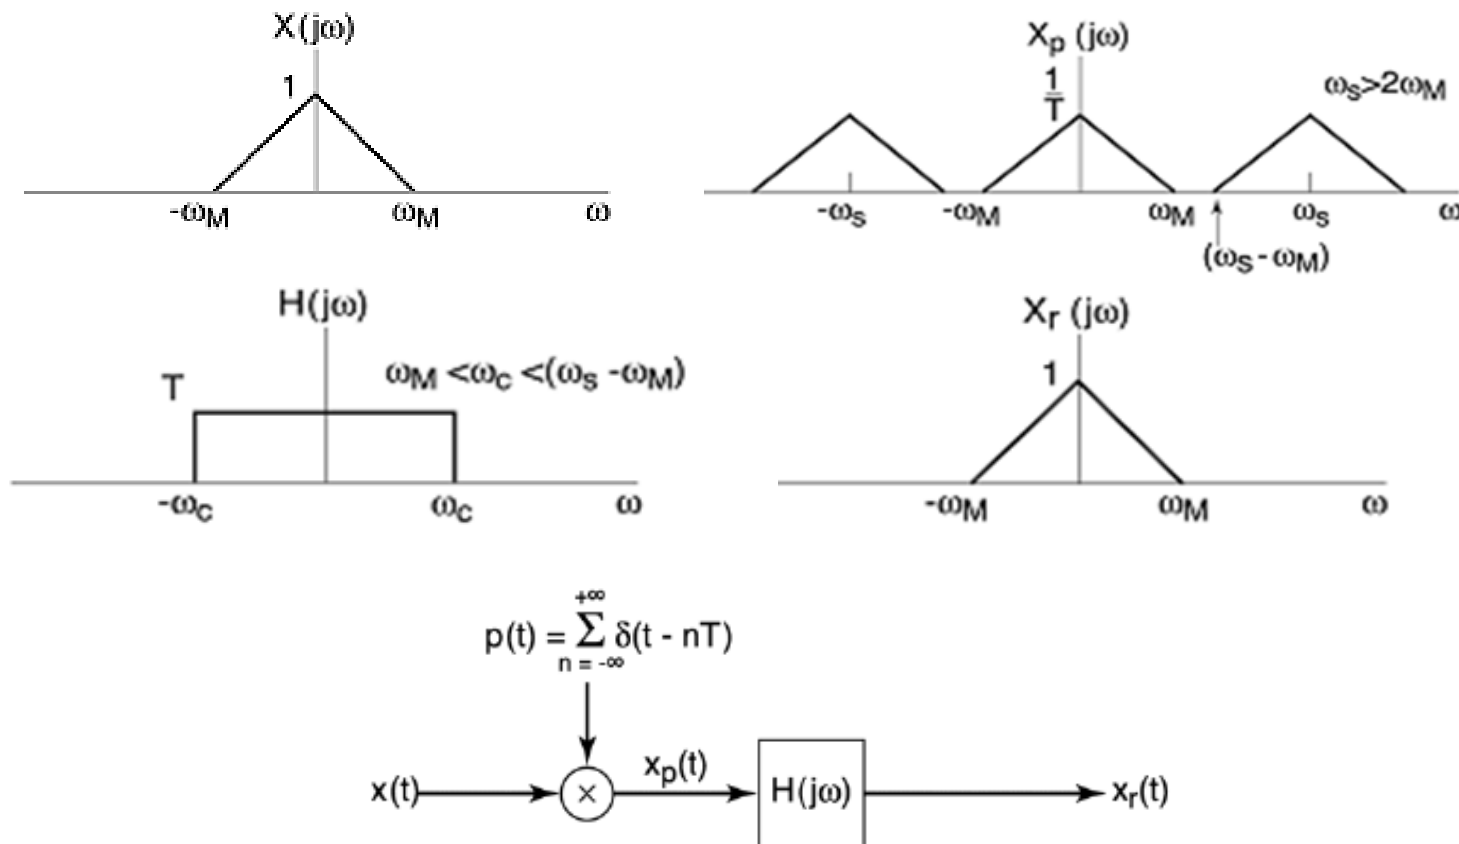 X(jω)
1
-ωM ωM ω
Xp (jω)
1
T
ωs>2ωM
-ωs -ωM ωM ωs ω
(ωs - ωM)
H(jω)
T
ωM <ωc <(ωs -ωM)
-ωc ωc ω
Xr (jω)
1
-ωM ωM ω
+∞
p(t) = Σ δ(t - nT)
n = -∞
x(t) × xp(t) H(jω) xr(t)